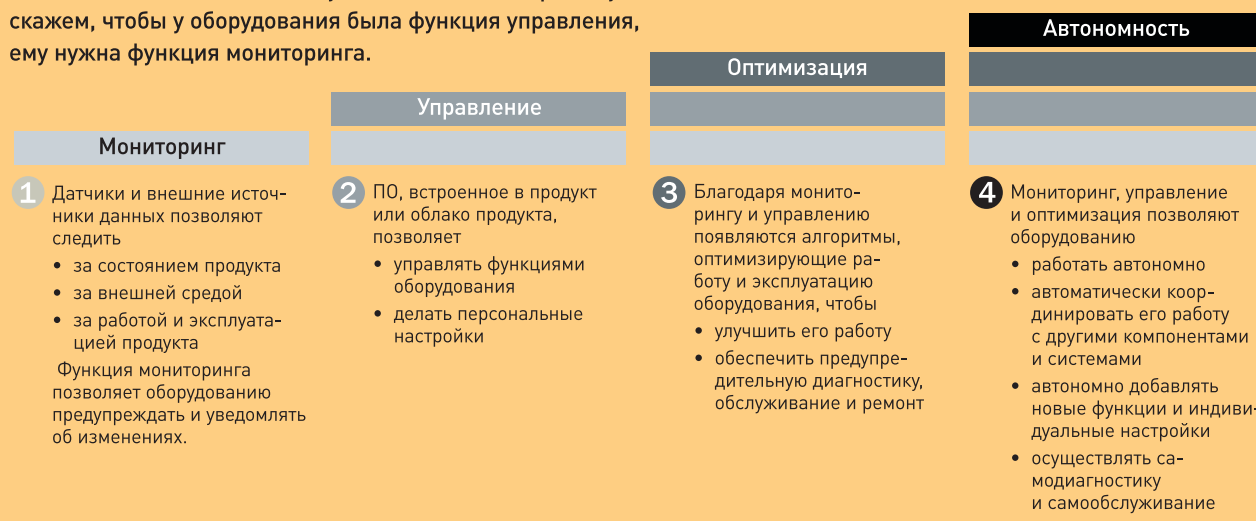 скажем, чтобы у оборудования была функция управления,
ему нужна функция мониторинга.
Мониторинг
1 Датчики и внешние источ-
ники данных позволяют
следить
• за состоянием продукта
• за внешней средой
• за работой и эксплуата-
цией продукта
Функция мониторинга
позволяет оборудованию
предупреждать и уведомлять
об изменениях.
Управление
2 ПО, встроенное в продукт
или облако продукта,
позволяет
• управлять функциями
оборудования
• делать персональные
настройки
Оптимизация
3 Благодаря монито-
рингу и управлению
появляются алгоритмы,
оптимизирующие ра-
боту и эксплуатацию
оборудования, чтобы
• улучшить его работу
• обеспечить предупре-
дительную диагностику,
обслуживание и ремонт
Автономность
4 Мониторинг, управление
и оптимизация позволяют
оборудованию
• работать автономно
• автоматически коор-
динировать его работу
с другими компонентами
и системами
• автономно добавлять
новые функции и индиви-
дуальные настройки
• осуществлять са-
модиагностику
и самообслуживание